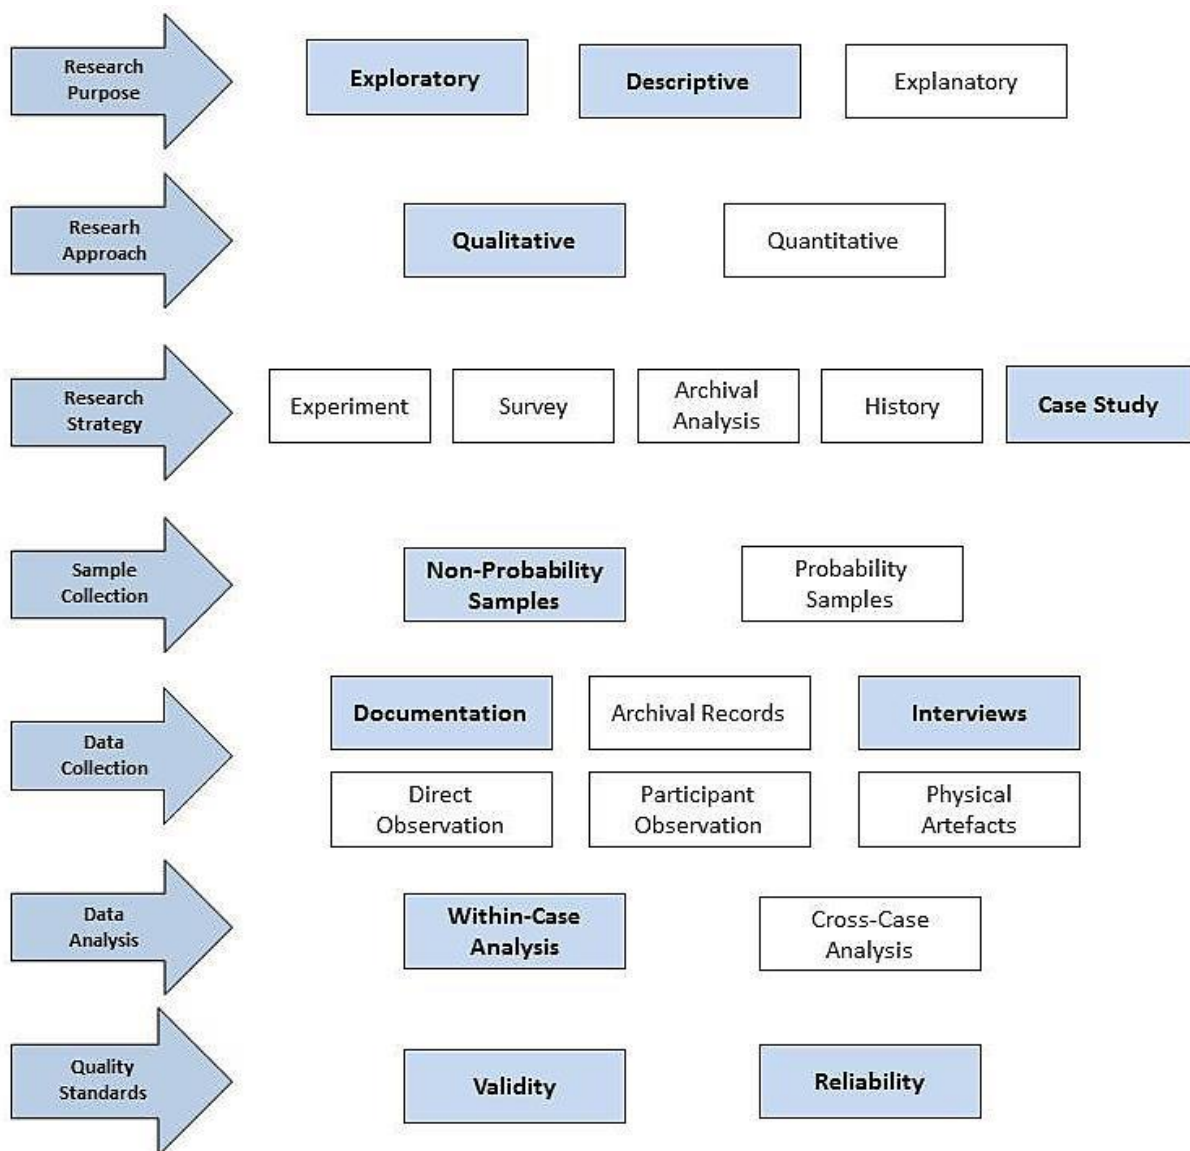 Research
Purpose
Exploratory
Descriptive
Explanatory
Researh
Approach
Qualitative
Quantitative
Research
Strategy
Experiment
Survey
Archival
Analysis
History
Case Study
Sample
Collection
Non-Probability
Samples
Probability
Samples
Data
Collection
Documentation
Archival Records
Interviews
Direct
Observation
Participant
Observation
Physical
Artefacts
Data
Analysis
Within-Case
Analysis
Cross-Case
Analysis
Quality
Standards
Validity
Reliability